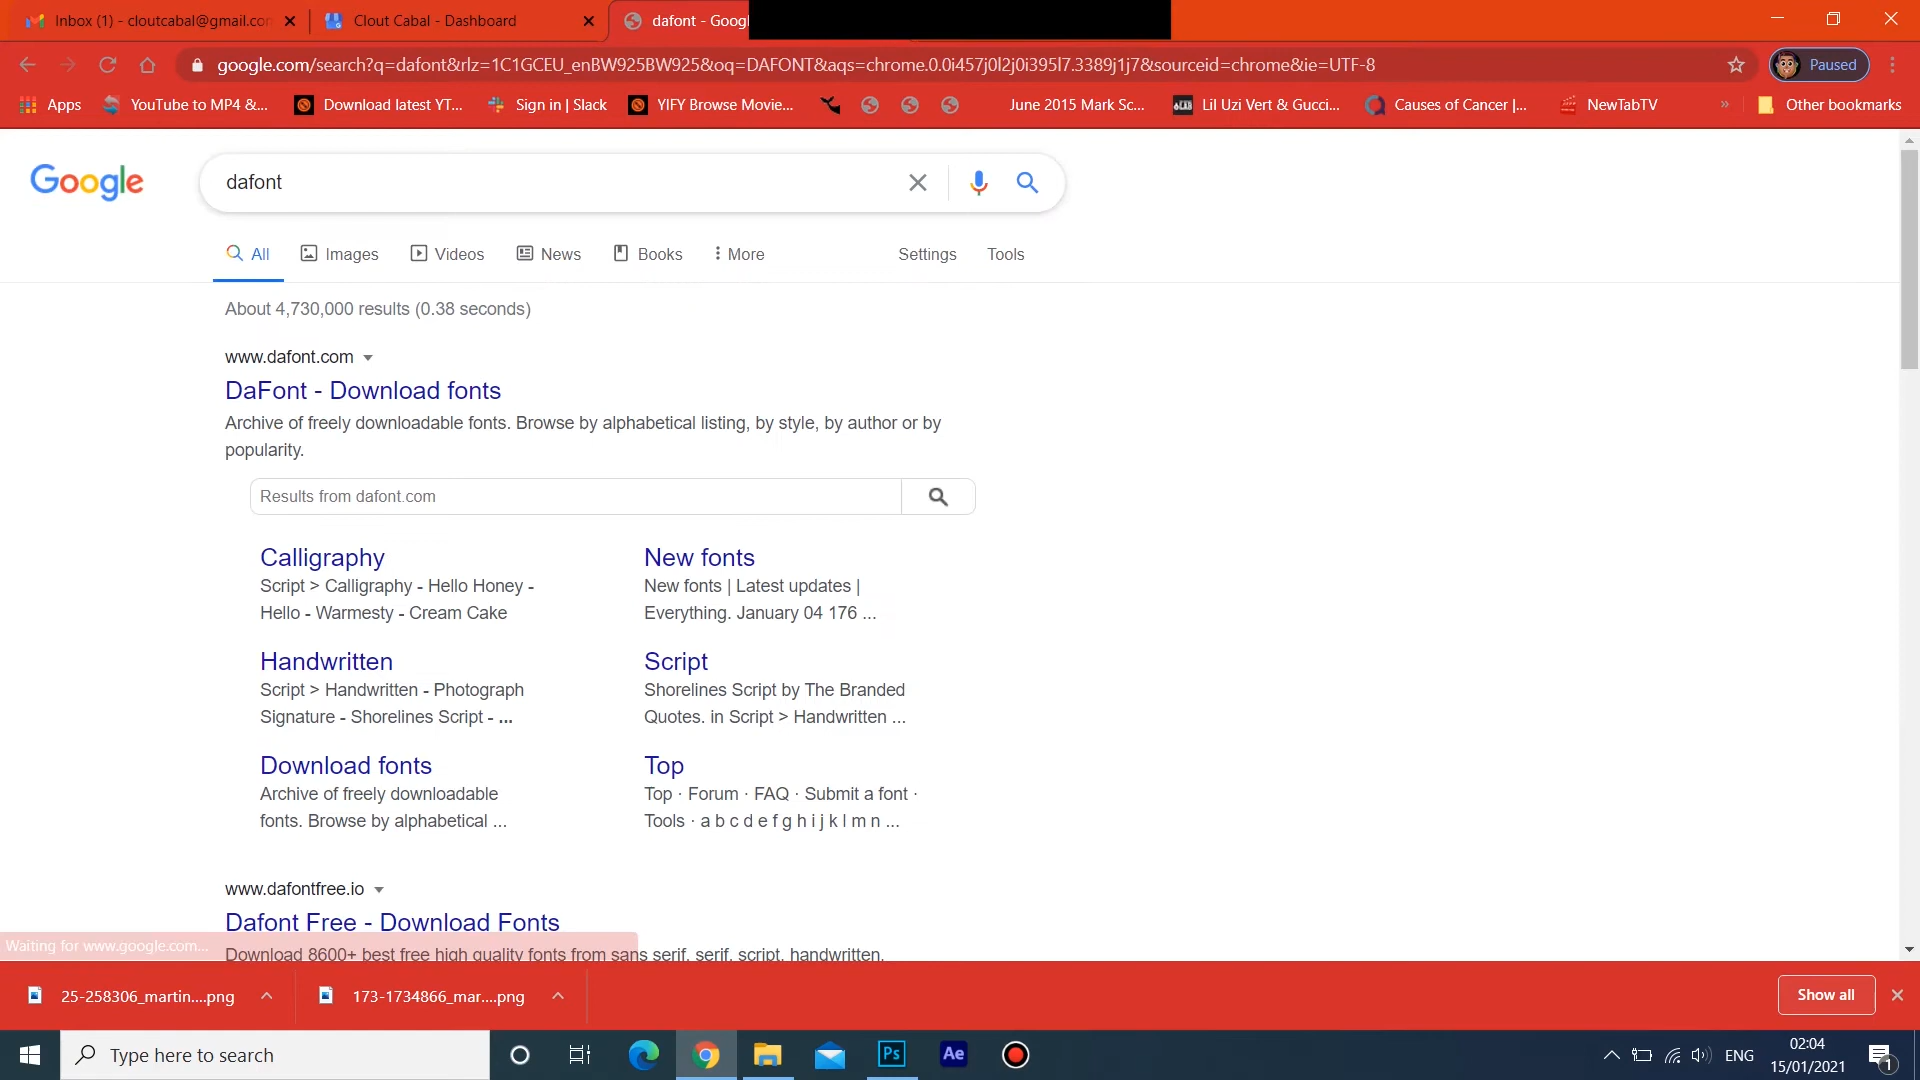 Inbox (1) - cloutcabal@gmail.com
Clout Cabal - Dashboard
dafont - Googl
google.com/search?q=dafont&rlz=1C1GCEU_enBW925BW925&oq=DAFONT&aqs=chrome.0.0i457j0l2j0i395l7.3389j1j7&sourceid=chrome&ie=UTF-8
Paused
Apps
YouTube to MP4 &...
Download latest YT...
Sign in | Slack
YIFY Browse Movie...
June 2015 Mark Sc...
Lil Uzi Vert & Gucci...
Causes of Cancer |...
NewTabTV
»
Other bookmarks
Google
dafont
All
Images
Videos
News
Books
More
Settings
Tools
About 4,730,000 results (0.38 seconds)
www.dafont.com
DaFont - Download fonts
Archive of freely downloadable fonts. Browse by alphabetical listing, by style, by author or by
popularity.
Results from dafont.com
Calligraphy
Script > Calligraphy - Hello Honey -
Hello - Warmesty - Cream Cake
New fonts
New fonts | Latest updates |
Everything. January 04 176 ...
Handwritten
Script > Handwritten - Photograph
Signature - Shorelines Script - ...
Script
Shorelines Script by The Branded
Quotes. in Script > Handwritten ...
Download fonts
Archive of freely downloadable
fonts. Browse by alphabetical ...
Top
Top · Forum · FAQ · Submit a font ·
Tools · a b c d e f g h i j k l m n ...
www.dafontfree.io
Dafont Free - Download Fonts
Download 8600+ best free high quality fonts from sans serif, serif, script, handwritten,
Waiting for www.google.com...
25-258306_martin....png
173-1734866_mar....png
Show all
Type here to search
Ps
Ae
ENG
02:04
15/01/2021
1